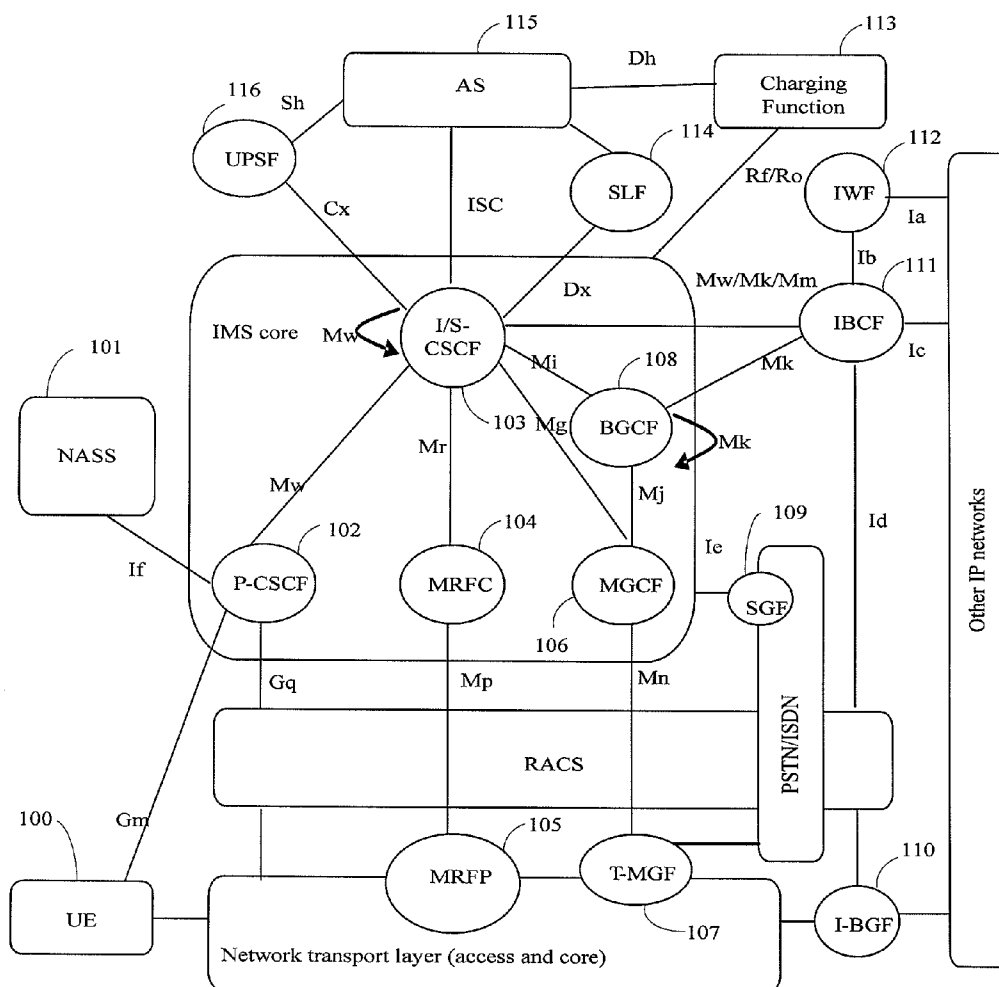 115
113
AS
Dh
Charging
Function
116
Sh
114
112
UPSF
SLF
Rf/Ro
IWF
Ia
Cx
ISC
Ib
111
Dx
Mw/Mk/Mm
IMS core
Mw
I/S-
CSCF
IBCF
Ic
101
Mi
108
Mk
103
Mg
BGCF
Mk
NASS
Mr
Mw
Mj
Id
102
104
109
Ie
If
P-CSCF
MRFC
MGCF
SGF
106
Other IP networks
Gq
Mp
Mn
PSTN/ISDN
RACS
100
Gm
105
110
MRFP
T-MGF
UE
107
I-BGF
Network transport layer (access and core)